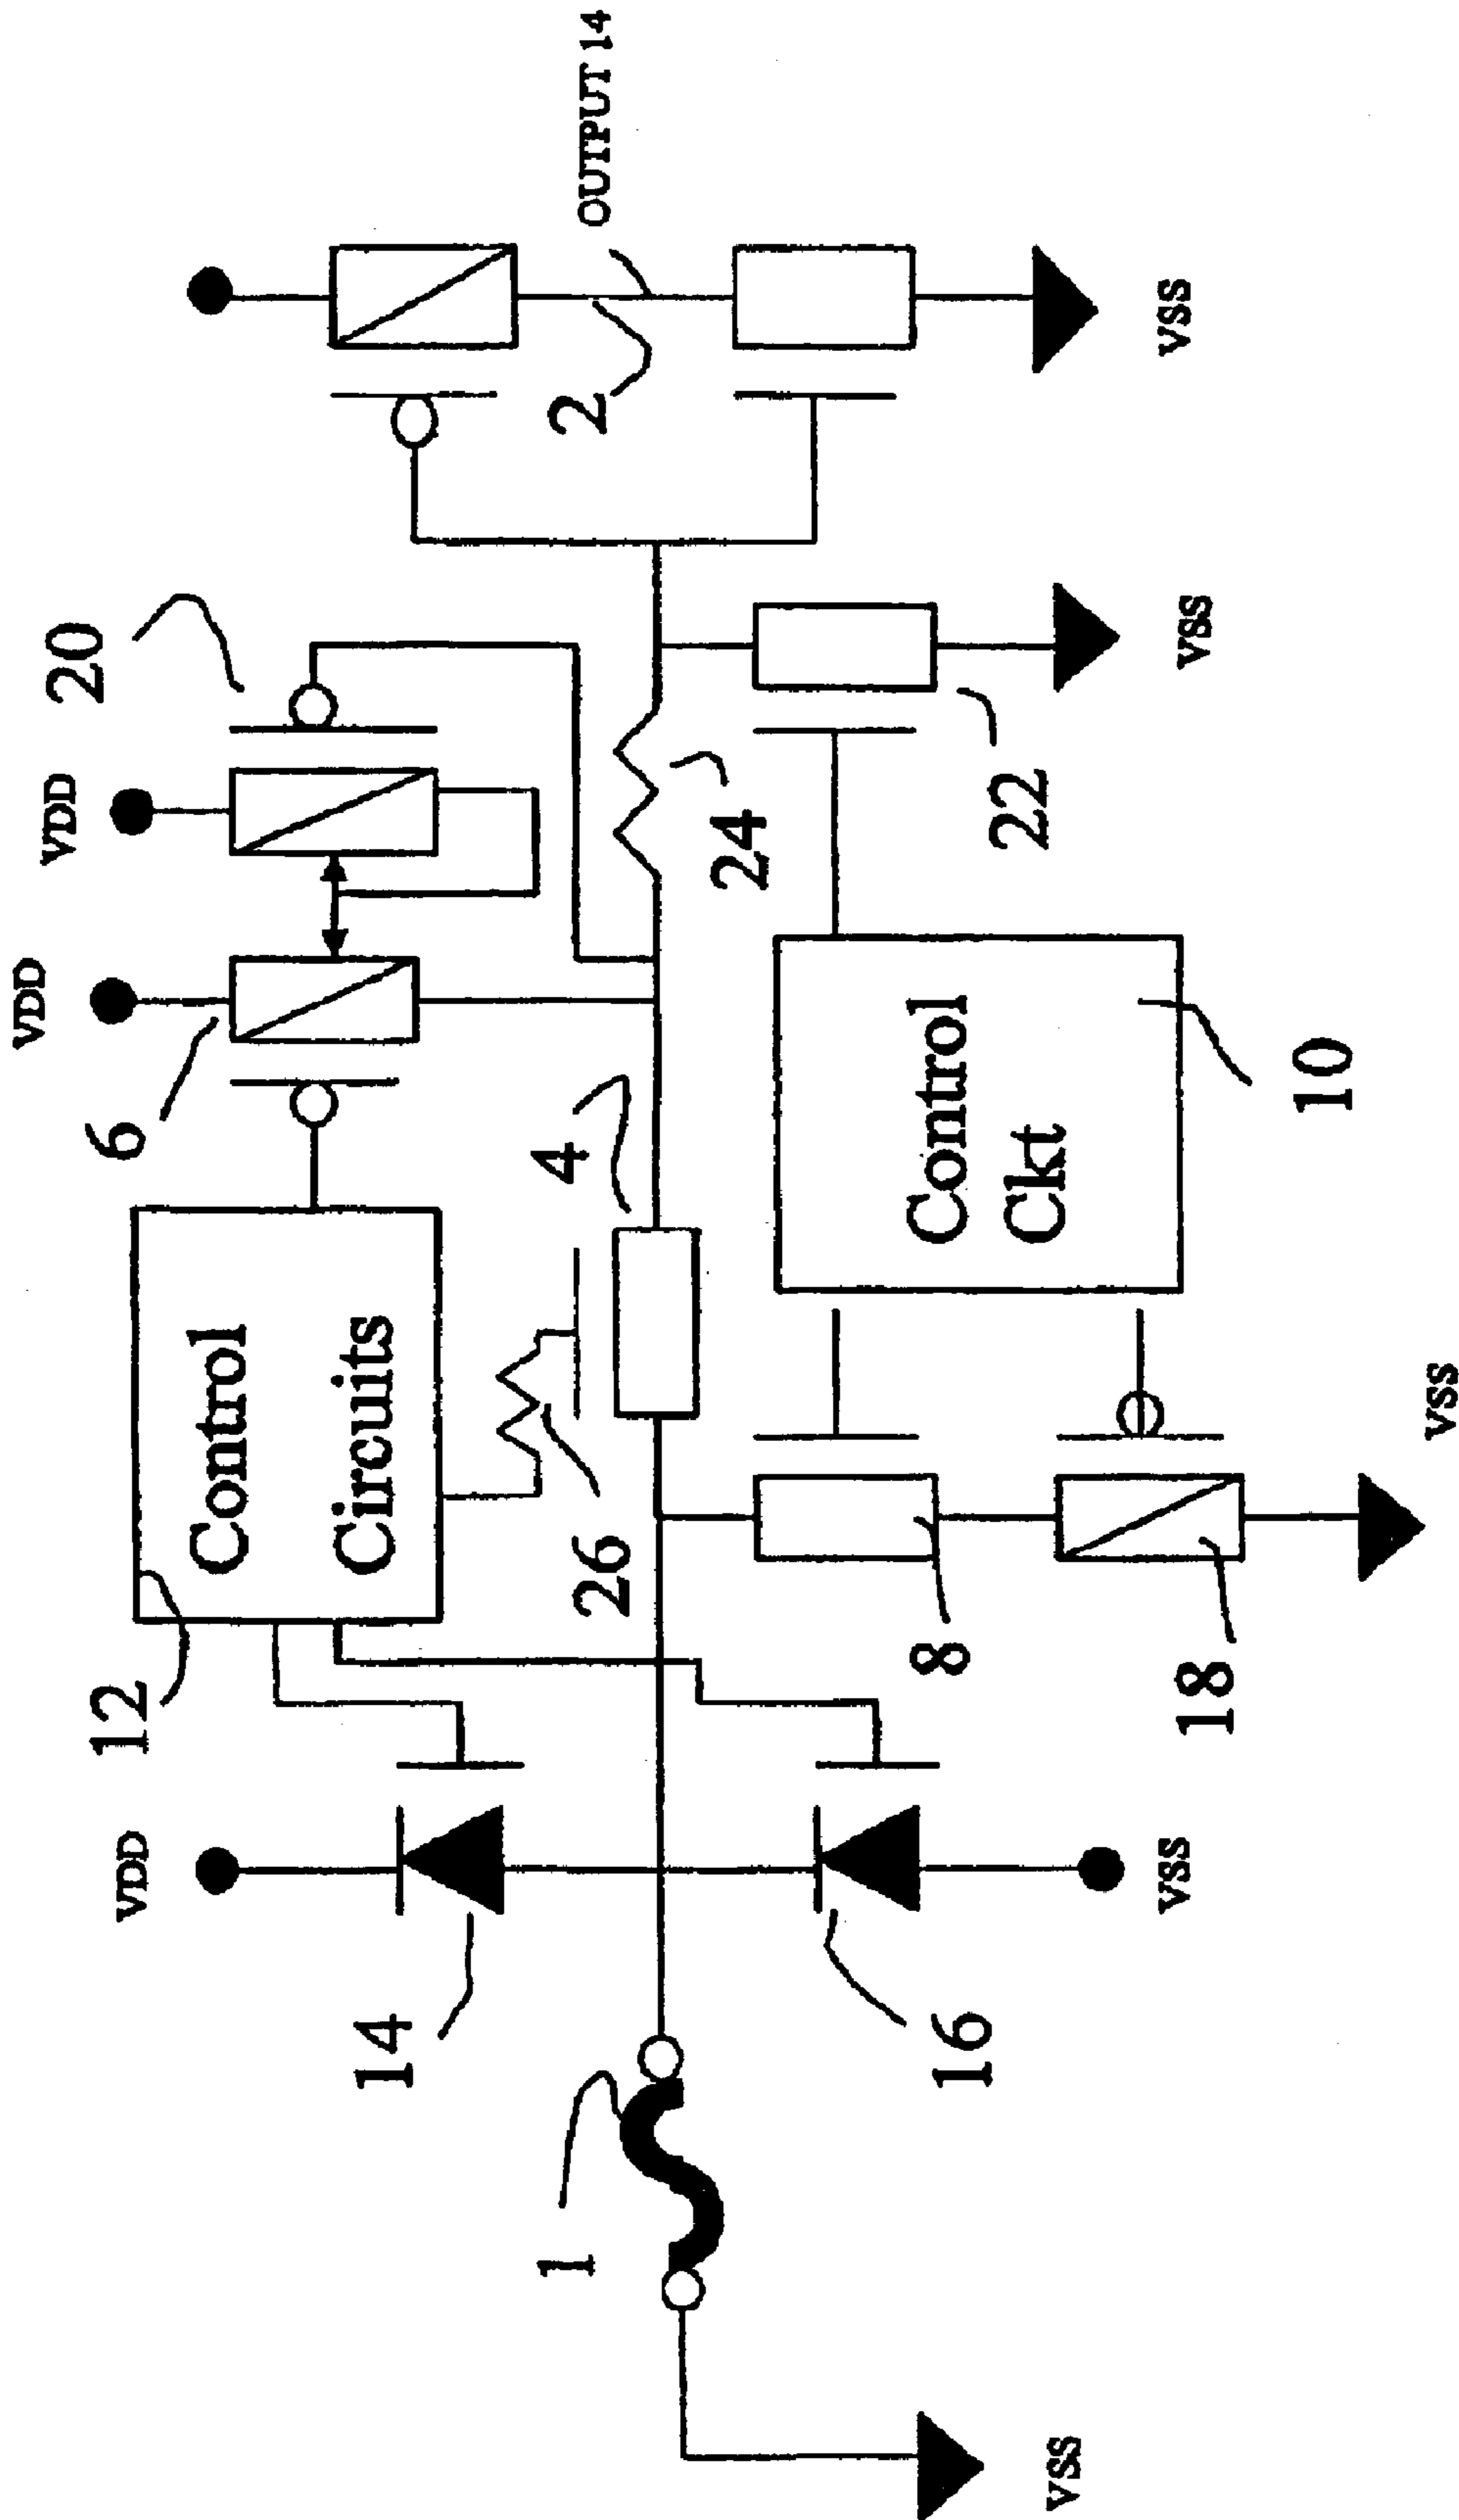 VDD
14
1
16
VSS
VSS
12
Control
Circuits
26
8
18
VSS
6
VDD
4
Control
Ckt
10
VDD
20
24
22
VSS
2
OUTPUT 14
VSS